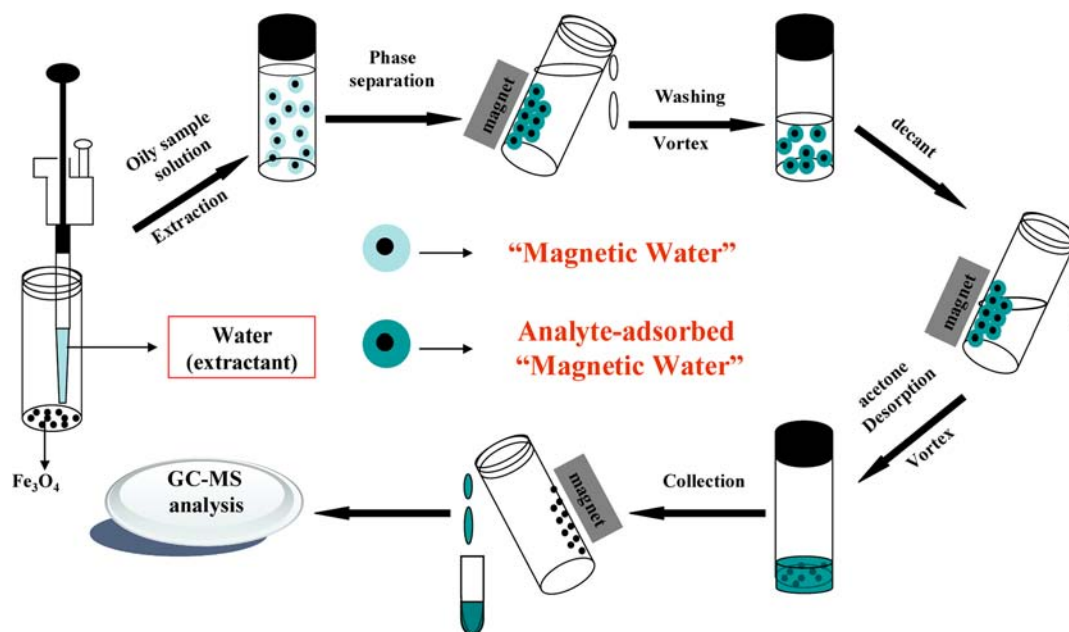 Oily sample
solution
Extraction
Phase
separation
magnet
Washing
Vortex
decant
magnet
“Magnetic Water”
Analyte-adsorbed
“Magnetic Water”
Water
(extractant)
Fe₃O₄
acetone
Desorption
Vortex
Collection
magnet
GC-MS
analysis